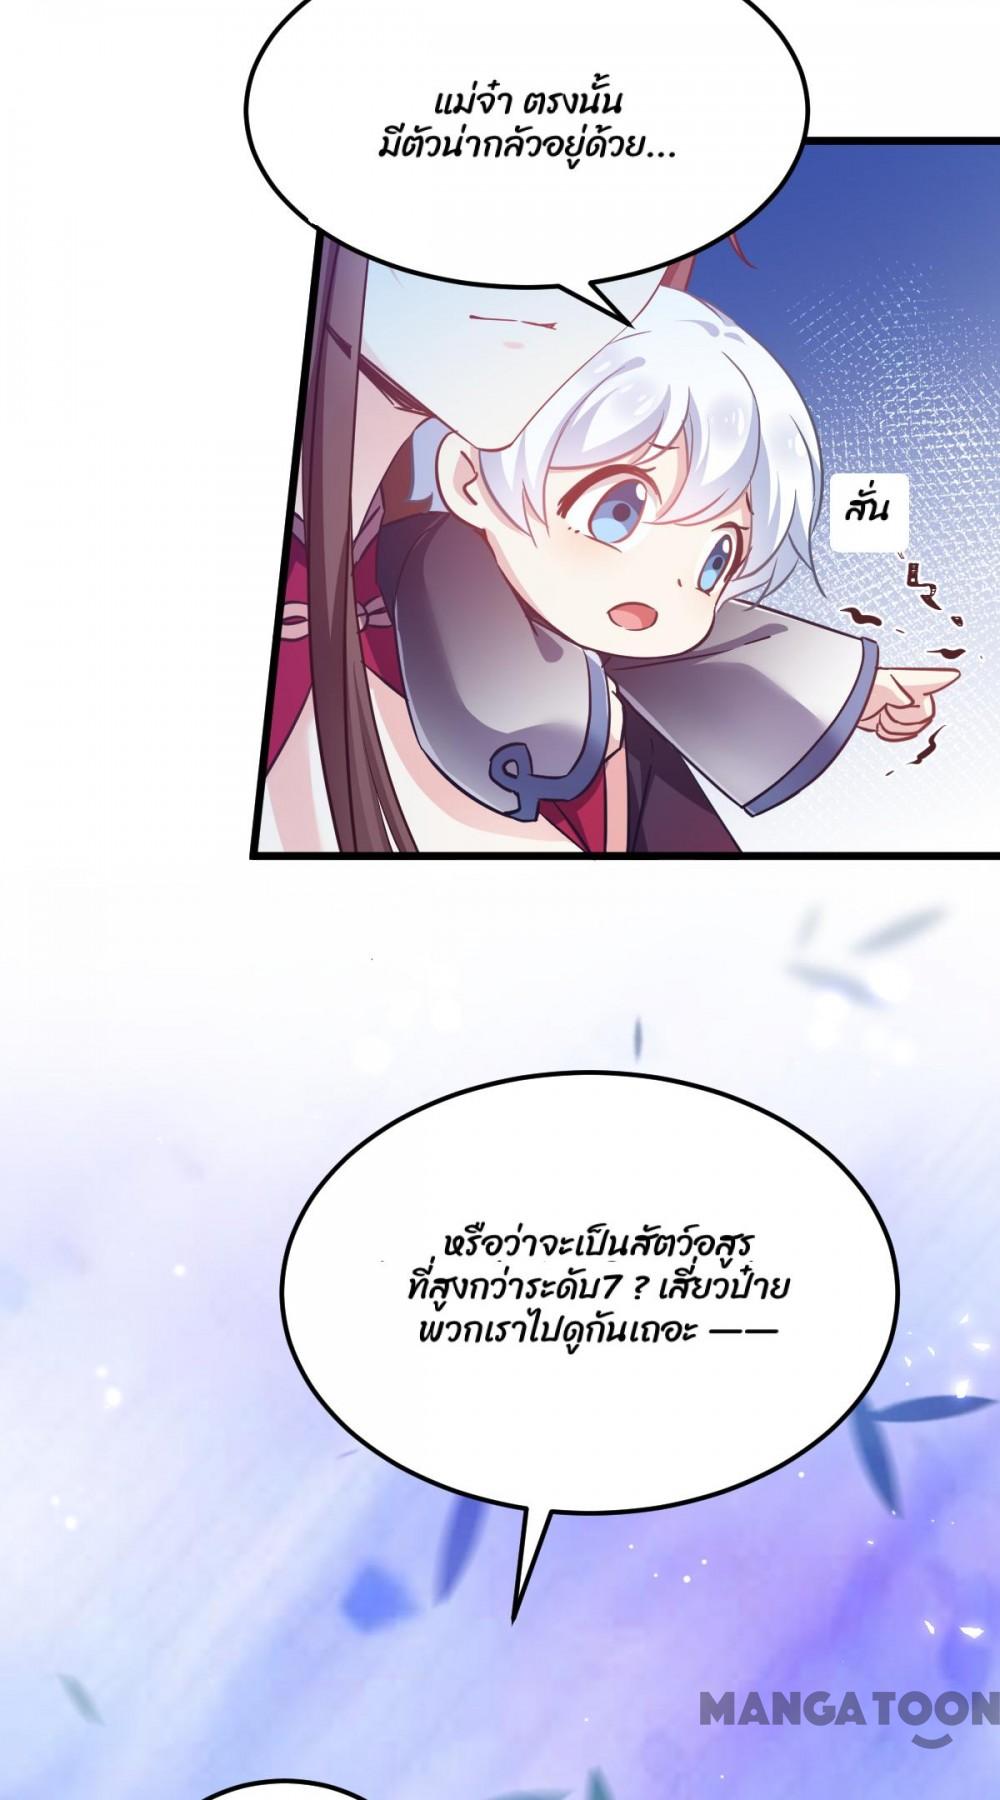 แม่จ๋า ตรงนั้น
มีตัวน่ากลัวอยู่ด้วย...
สั่น
หรือว่าจะเป็นสัตว์อสูร
ที่สูงกว่าระดับ7 ? เสี่ยวป๋าย
พวกเราไปดูกันเถอะ ——
MANGATOON